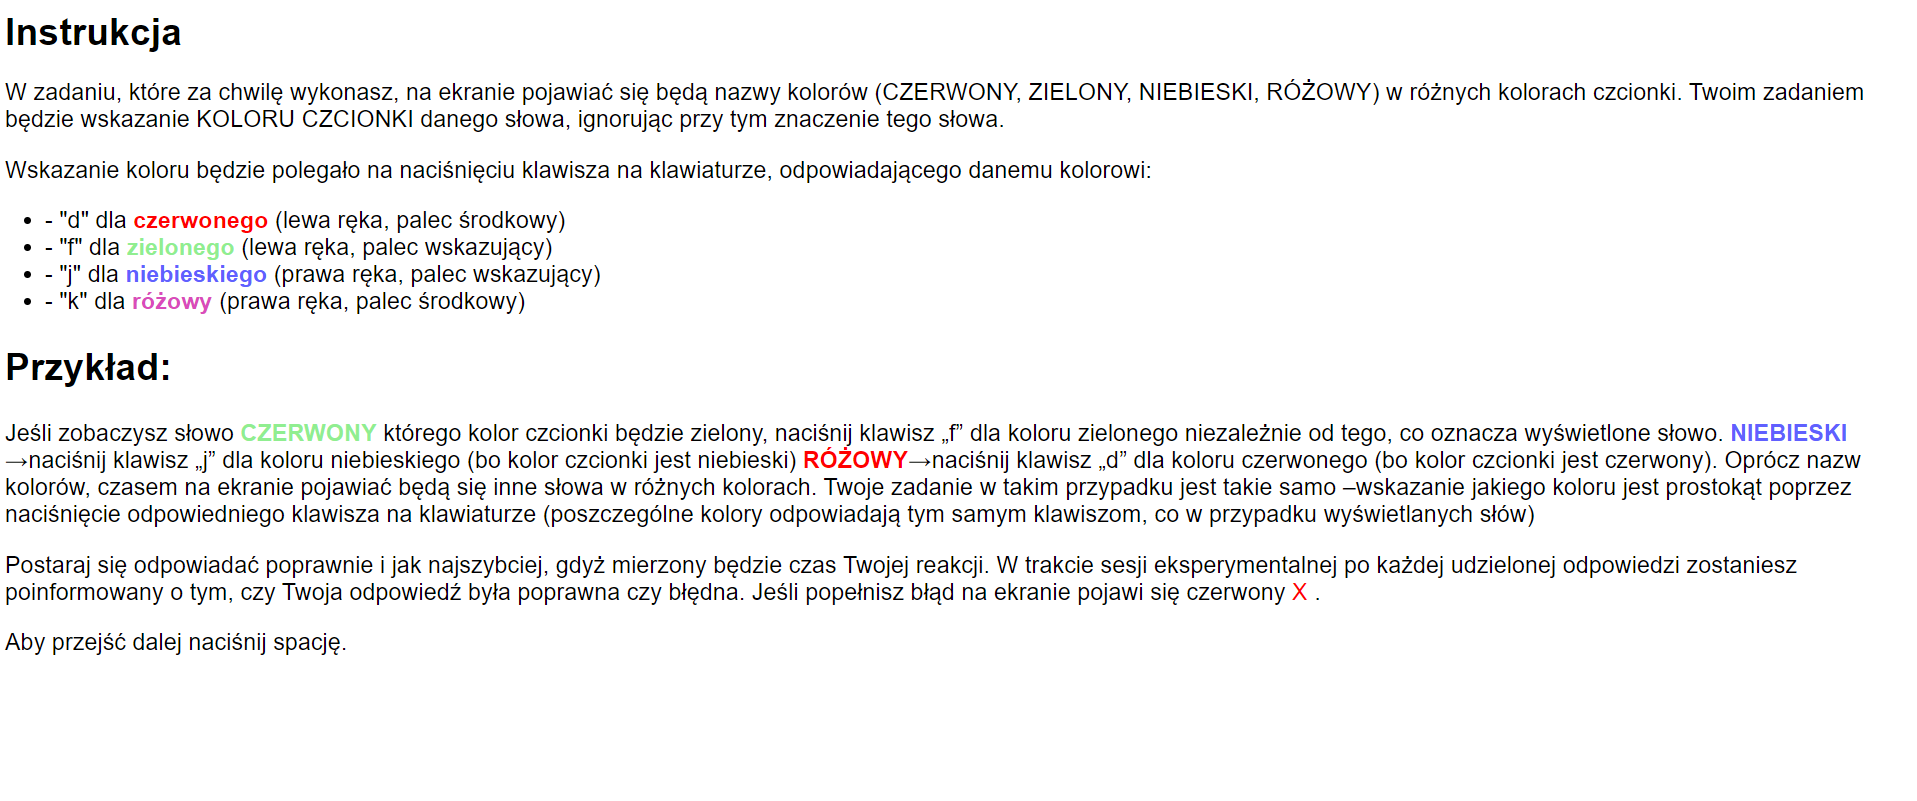 Instrukcja
W zadaniu, które za chwilę wykonasz, na ekranie pojawiać się będą nazwy kolorów (CZERWONY, ZIELONY, NIEBIESKI, RÓŻOWY) w różnych kolorach czcionki. Twoim zadaniem
będzie wskazanie KOLORU CZCIONKI danego słowa, ignorując przy tym znaczenie tego słowa.
Wskazanie koloru będzie polegało na naciśnięciu klawisza na klawiaturze, odpowiadającego danemu kolorowi:
• - "d" dla czerwonego (lewa ręka, palec środkowy)
• - "f" dla zielonego (lewa ręka, palec wskazujący)
• - "j" dla niebieskiego (prawa ręka, palec wskazujący)
• - "k" dla różowy (prawa ręka, palec środkowy)
Przykład:
Jeśli zobaczysz słowo CZERWONY którego kolor czcionki będzie zielony, naciśnij klawisz „f” dla koloru zielonego niezależnie od tego, co oznacza wyświetlone słowo. NIEBIESKI
→naciśnij klawisz „j” dla koloru niebieskiego (bo kolor czcionki jest niebieski) RÓŻOWY→naciśnij klawisz „d” dla koloru czerwonego (bo kolor czcionki jest czerwony). Oprócz nazw
kolorów, czasem na ekranie pojawiać będą się inne słowa w różnych kolorach. Twoje zadanie w takim przypadku jest takie samo –wskazanie jakiego koloru jest prostokąt poprzez
naciśnięcie odpowiedniego klawisza na klawiaturze (poszczególne kolory odpowiadają tym samym klawiszom, co w przypadku wyświetlanych słów)
Postaraj się odpowiadać poprawnie i jak najszybciej, gdyż mierzony będzie czas Twojej reakcji. W trakcie sesji eksperymentalnej po każdej udzielonej odpowiedzi zostaniesz
poinformowany o tym, czy Twoja odpowiedź była poprawna czy błędna. Jeśli popełnisz błąd na ekranie pojawi się czerwony X .
Aby przejść dalej naciśnij spację.